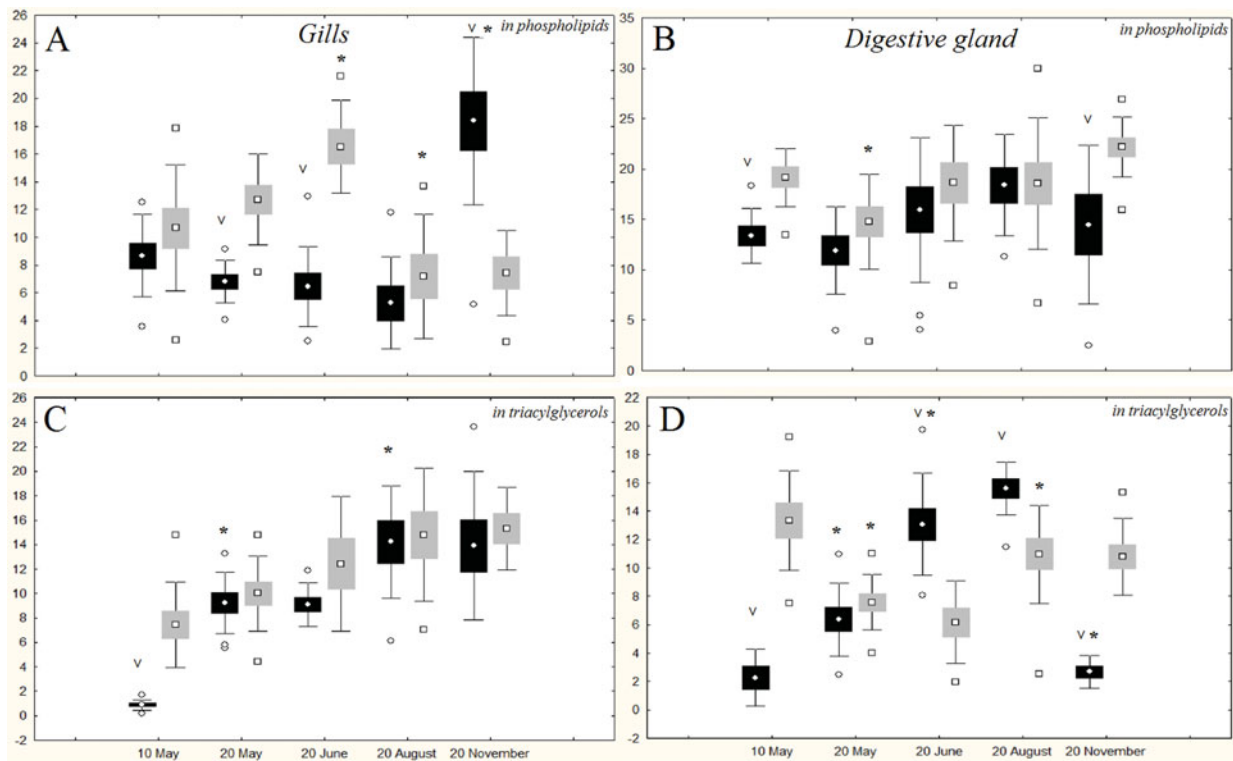 A
Gills
in phospholipids
26
24
22
20
18
16
14
12
10
8
6
4
2
0
v
v
*
*
v *
B
Digestive gland
in phospholipids
35
30
25
20
15
10
5
0
v
*
v
C
in triacylglycerols
26
24
22
20
18
16
14
12
10
8
6
4
2
0
-2
v
*
*
10 May 20 May 20 June 20 August 20 November
D
in triacylglycerols
22
20
18
16
14
12
10
8
6
4
2
0
-2
v
*
*
v *
v
*
v *
10 May 20 May 20 June 20 August 20 November